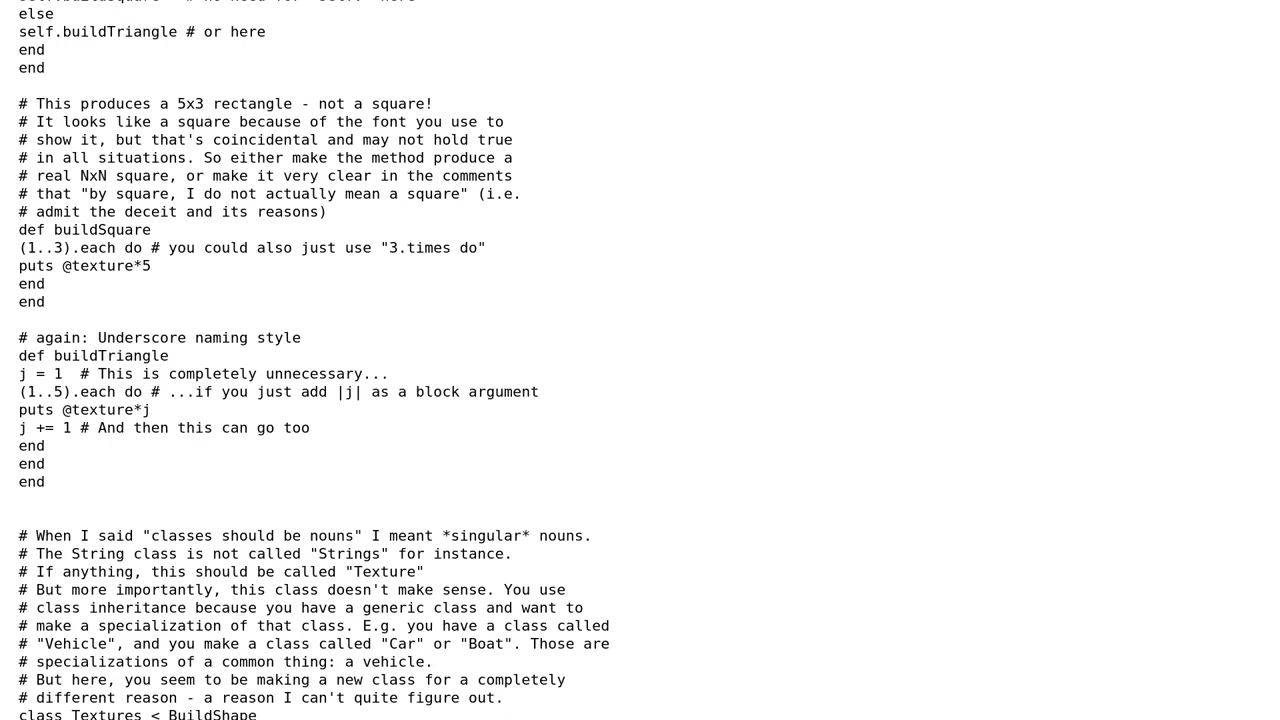 else
self.buildTriangle # or here
end
end
# This produces a 5x3 rectangle - not a square!
# It looks like a square because of the font you use to
# show it, but that's coincidental and may not hold true
# in all situations. So either make the method produce a
# real NxN square, or make it very clear in the comments
# that "by square, I do not actually mean a square" (i.e.
# admit the deceit and its reasons)
def buildSquare
(1..3).each do # you could also just use "3.times do"
puts @texture*5
end
end
# again: Underscore naming style
def buildTriangle
j = 1  # This is completely unnecessary...
(1..5).each do # ...if you just add |j| as a block argument
puts @texture*j
j += 1 # And then this can go too
end
end
end
# When I said "classes should be nouns" I meant *singular* nouns.
# The String class is not called "Strings" for instance.
# If anything, this should be called "Texture"
# But more importantly, this class doesn't make sense. You use
# class inheritance because you have a generic class and want to
# make a specialization of that class. E.g. you have a class called
# "Vehicle", and you make a class called "Car" or "Boat". Those are
# specializations of a common thing: a vehicle.
# But here, you seem to be making a new class for a completely
# different reason - a reason I can't quite figure out.
class Textures < BuildShape